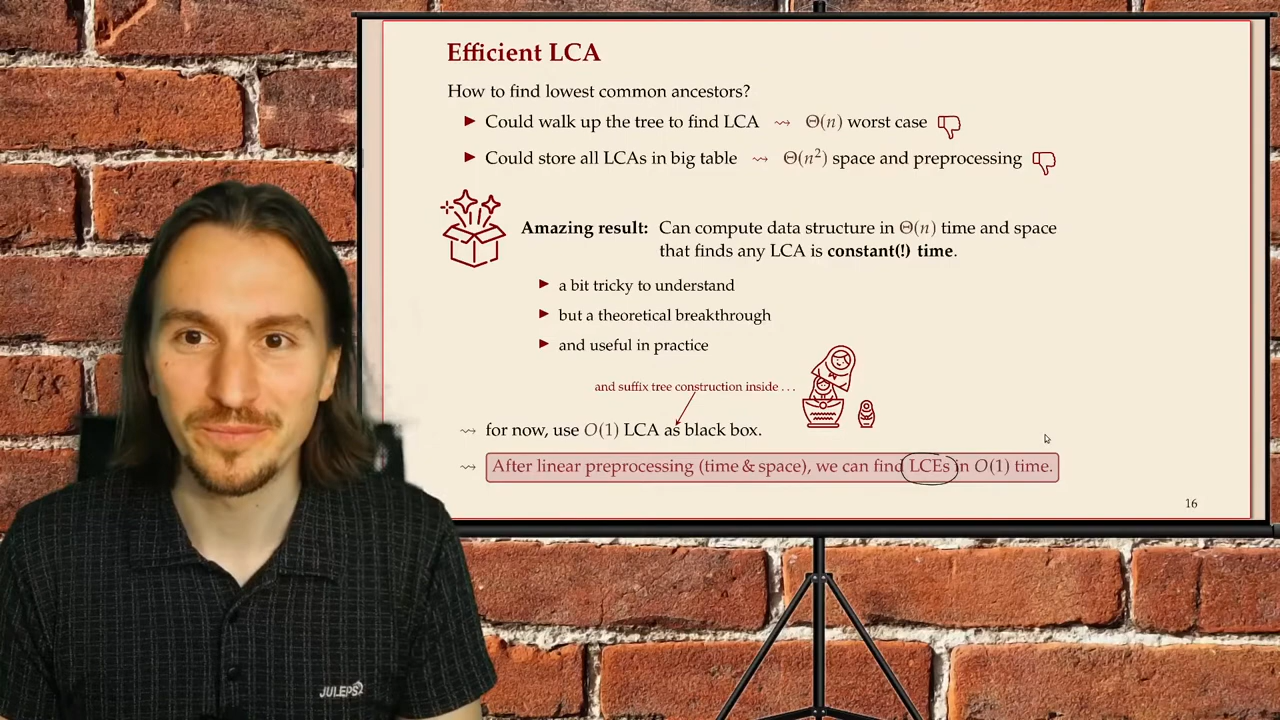 Efficient LCA
How to find lowest common ancestors?
▶ Could walk up the tree to find LCA ⇝ Θ(n) worst case
▶ Could store all LCAs in big table ⇝ Θ(n²) space and preprocessing
Amazing result: Can compute data structure in Θ(n) time and space
that finds any LCA is constant(!) time.
▶ a bit tricky to understand
▶ but a theoretical breakthrough
▶ and useful in practice
and suffix tree construction inside . . .
⇝ for now, use O(1) LCA as black box.
⇝ After linear preprocessing (time & space), we can find LCEs in O(1) time.
16
JULEPS